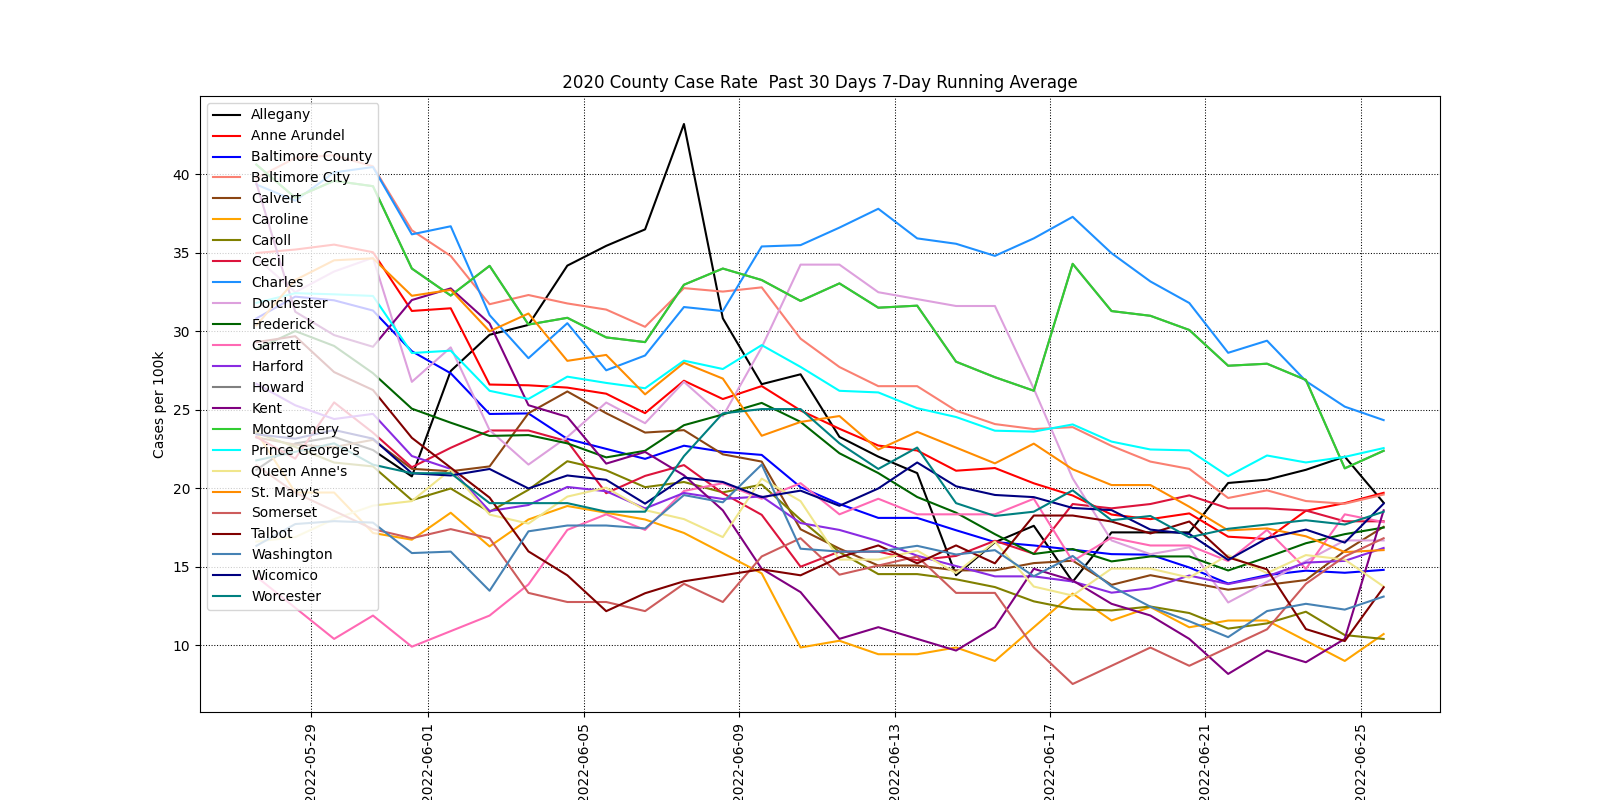 2020 County Case Rate  Past 30 Days 7-Day Running Average
Cases per 100k
40
35
30
25
20
15
10
Allegany
Anne Arundel
Baltimore County
Baltimore City
Calvert
Caroline
Caroll
Cecil
Charles
Dorchester
Frederick
Garrett
Harford
Howard
Kent
Montgomery
Prince George's
Queen Anne's
St. Mary's
Somerset
Talbot
Washington
Wicomico
Worcester
2022-05-29
2022-06-01
2022-06-05
2022-06-09
2022-06-13
2022-06-17
2022-06-21
2022-06-25